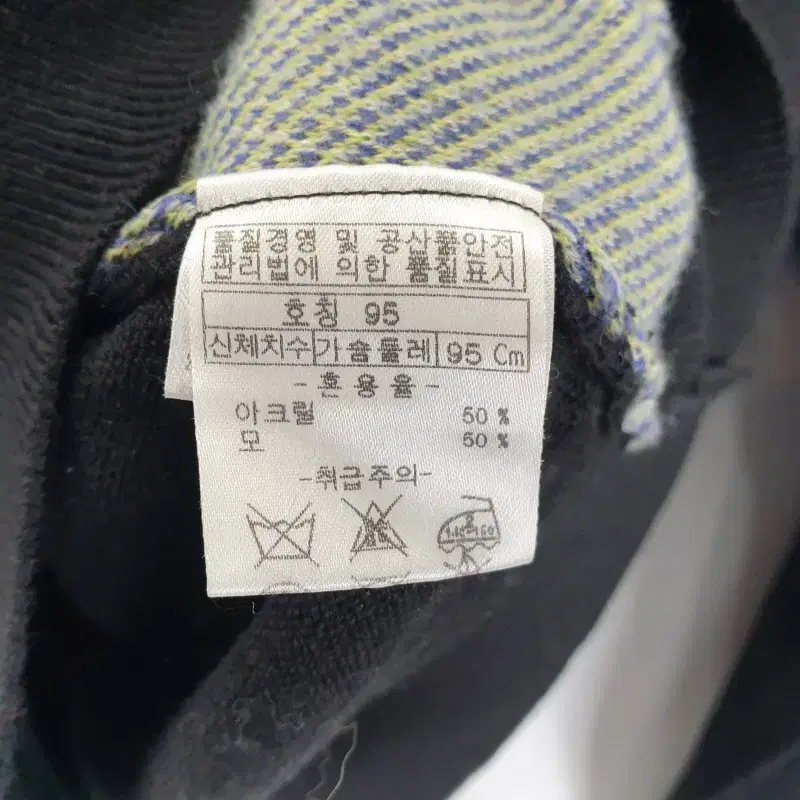 품질경영 및 공산품안전
관리법에 의한 품질표시
호칭 95
신체치수 가슴둘레 95 Cm
-혼용율-
아크릴 50 %
모 50 %
-취급주의-
140~160